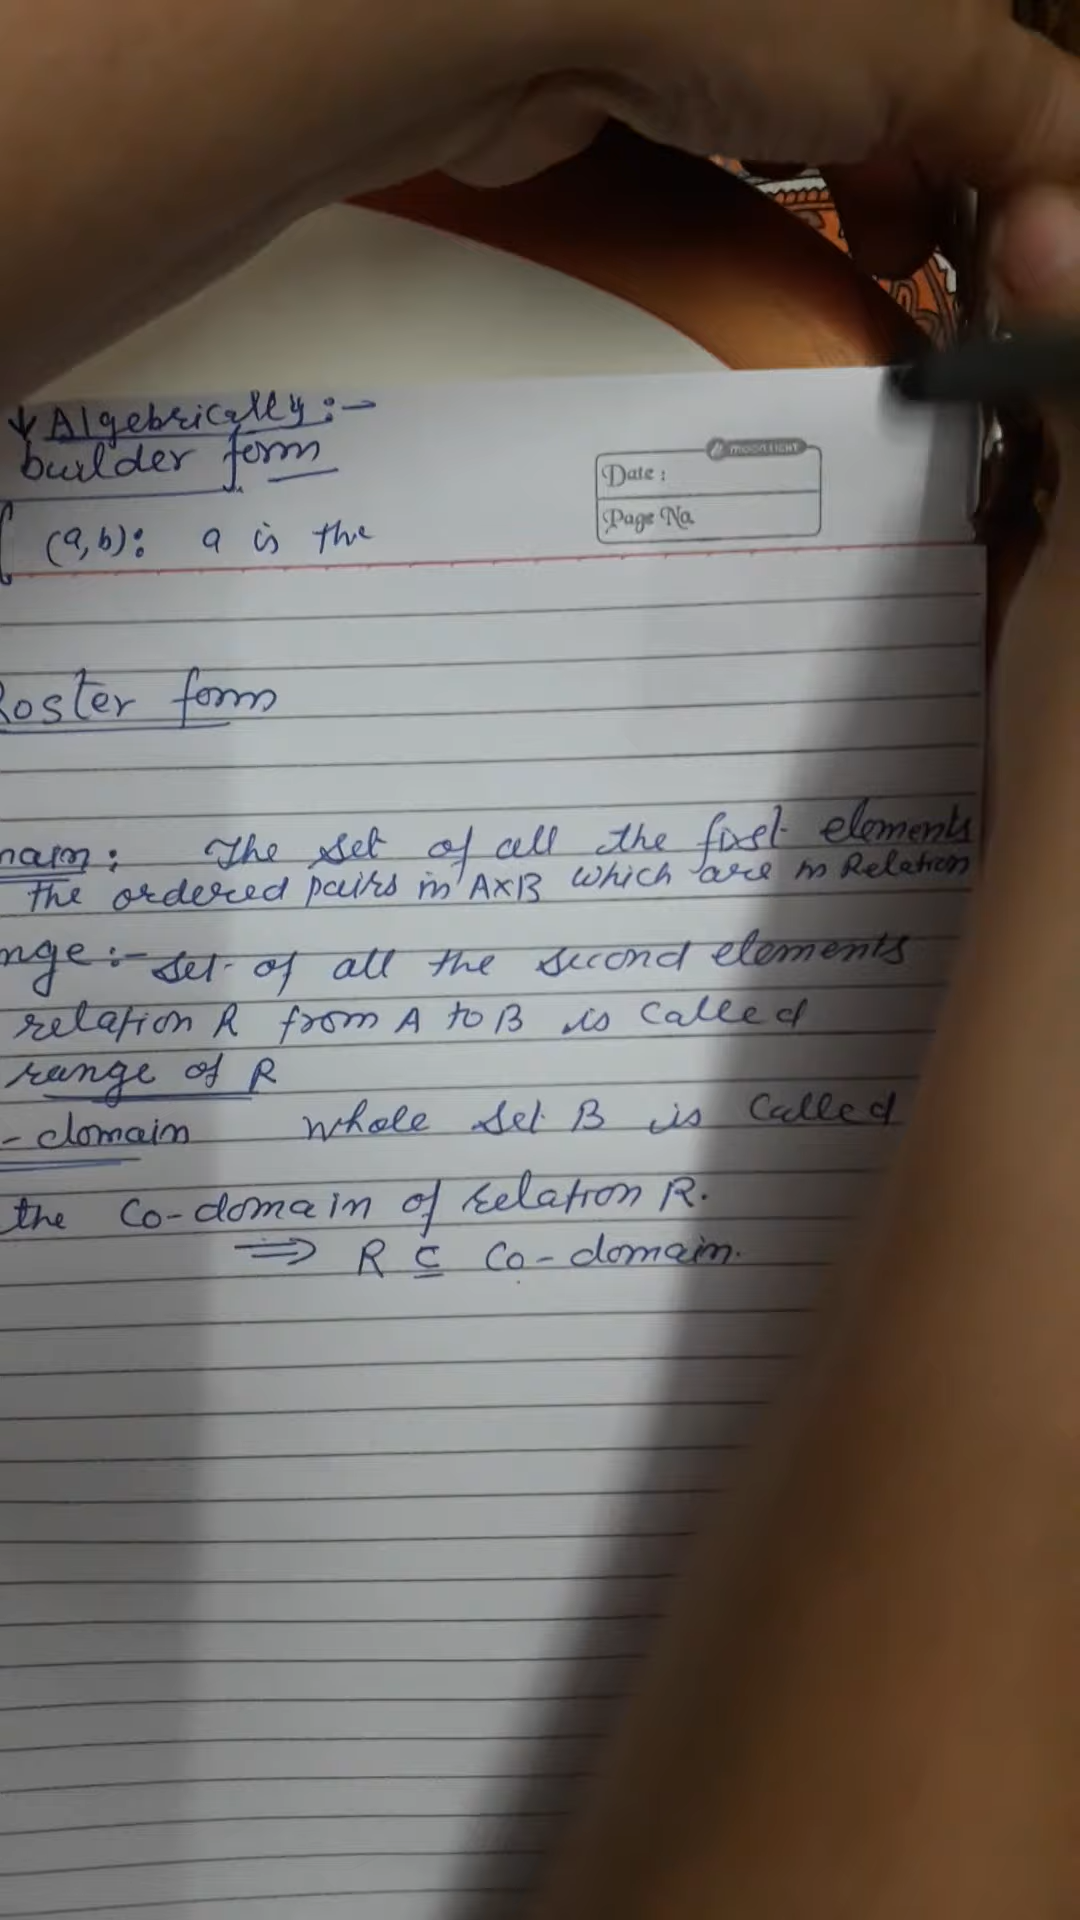 Algebrically :-
builder form
(a,b): a is the
MOONLIGHT
Date :
Page No.
Roster form
main: The set of all the first elements
the ordered pairs in A×B which are in Relation
nge :- set of all the second elements
relation R from A to B is called
range of R
- domain whole set B is called
the Co-domain of relation R.
⇒ R ⊆ Co-domain.